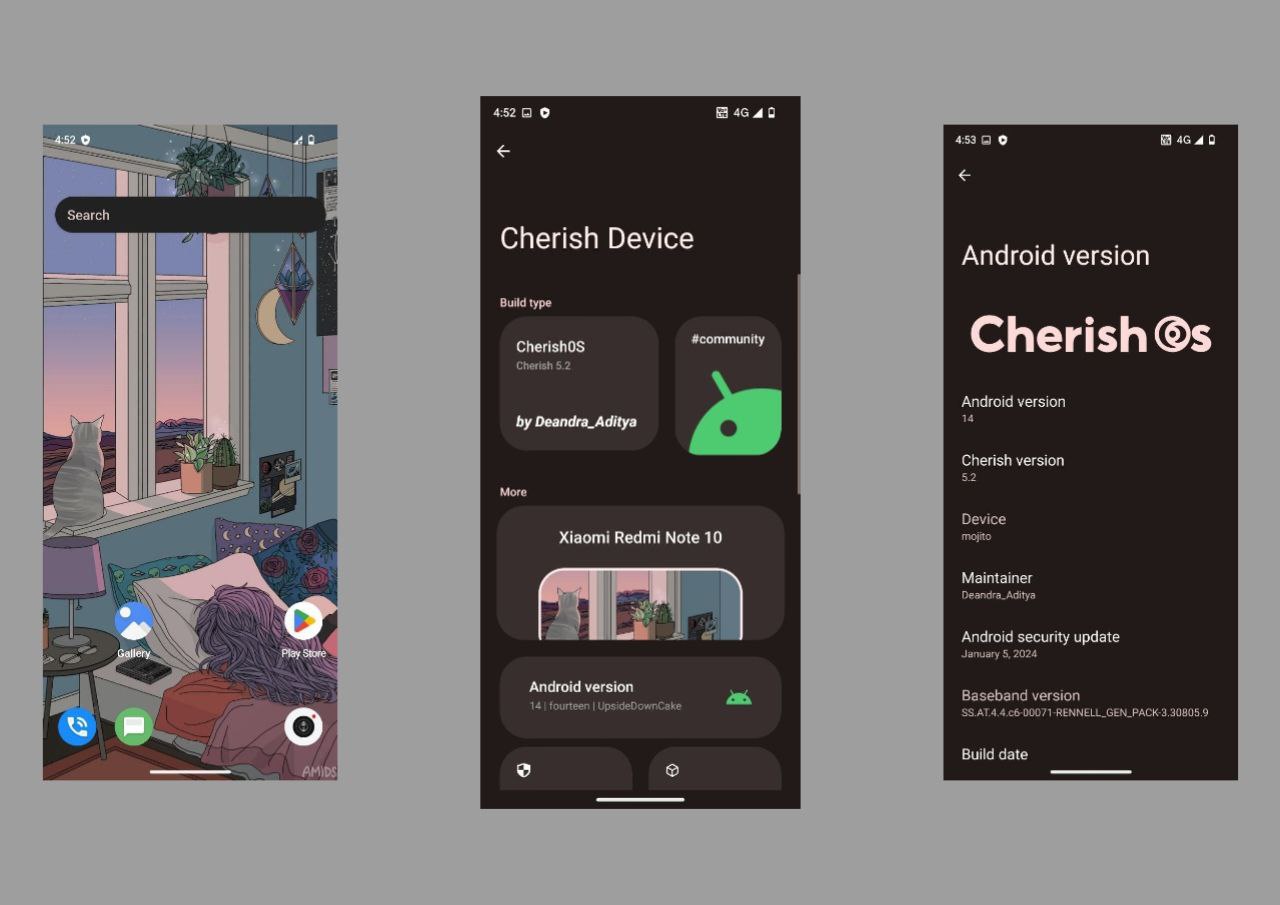 4:52
Search
Gallery
Play Store
AMIDS
4:52
4G
Cherish Device
Build type
Cherish0S
Cherish 5.2
by Deandra_Aditya
#community
More
Xiaomi Redmi Note 10
Android version
14 | fourteen | UpsideDownCake
4:53
4G
Android version
Cherish Os
Android version
14
Cherish version
5.2
Device
mojito
Maintainer
Deandra_Aditya
Android security update
January 5, 2024
Baseband version
SS.AT.4.4.c6-00071-RENNELL_GEN_PACK-3.30805.9
Build date